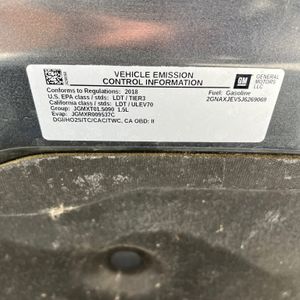 VEHICLE EMISSION
CONTROL INFORMATION
GM
GENERAL
MOTORS
LLC
Conforms to Regulations: 2018
Fuel: Gasoline
U.S. EPA class / stds: LDT / TIER3
2GNAXJEV5J6269069
California class / stds: LDT / ULEV70
Group: JGMXT01.5090 1.5L
Evap: JGMXR0095937C
DGI/HO2S/TC/CAC/TWC, CA OBD: II